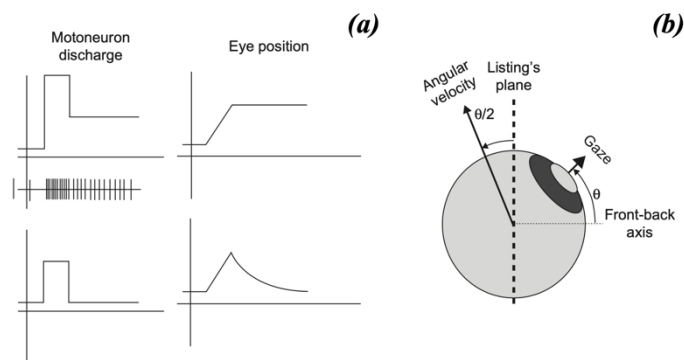 (a)
Motoneuron
discharge
Eye position
(b)
Angular
velocity
Listing's
plane
θ/2
Gaze
θ
Front-back
axis